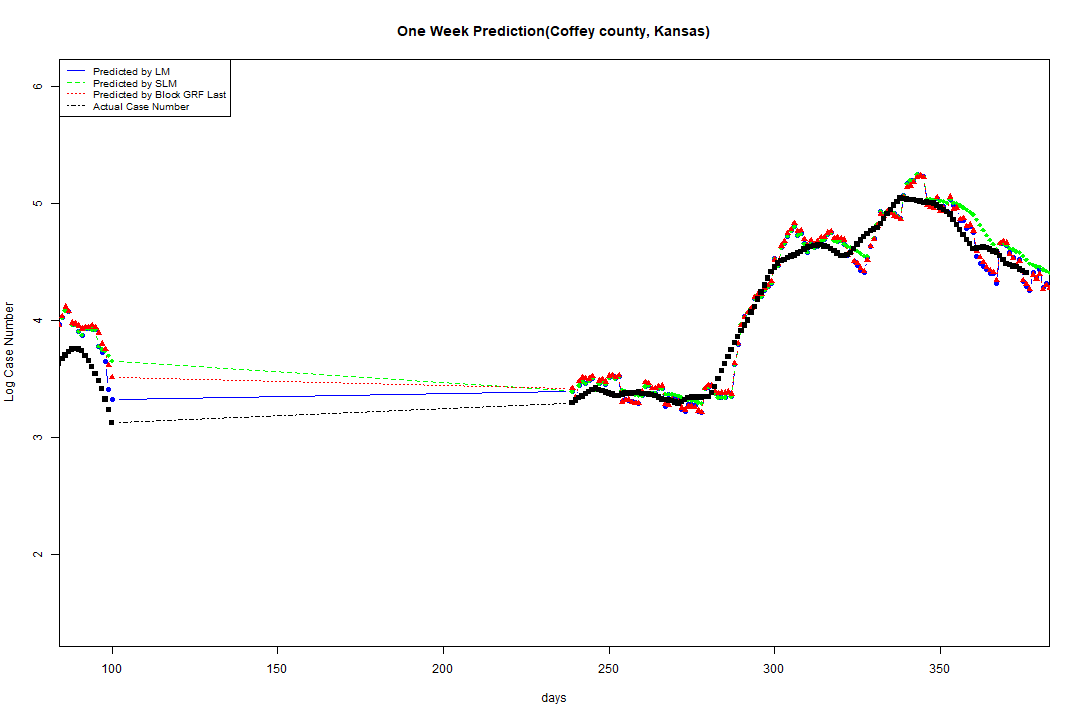 One Week Prediction(Coffey county, Kansas)
Predicted by LM
Predicted by SLM
Predicted by Block GRF Last
Actual Case Number
6
5
4
3
2
Log Case Number
100 150 200 250 300 350
days